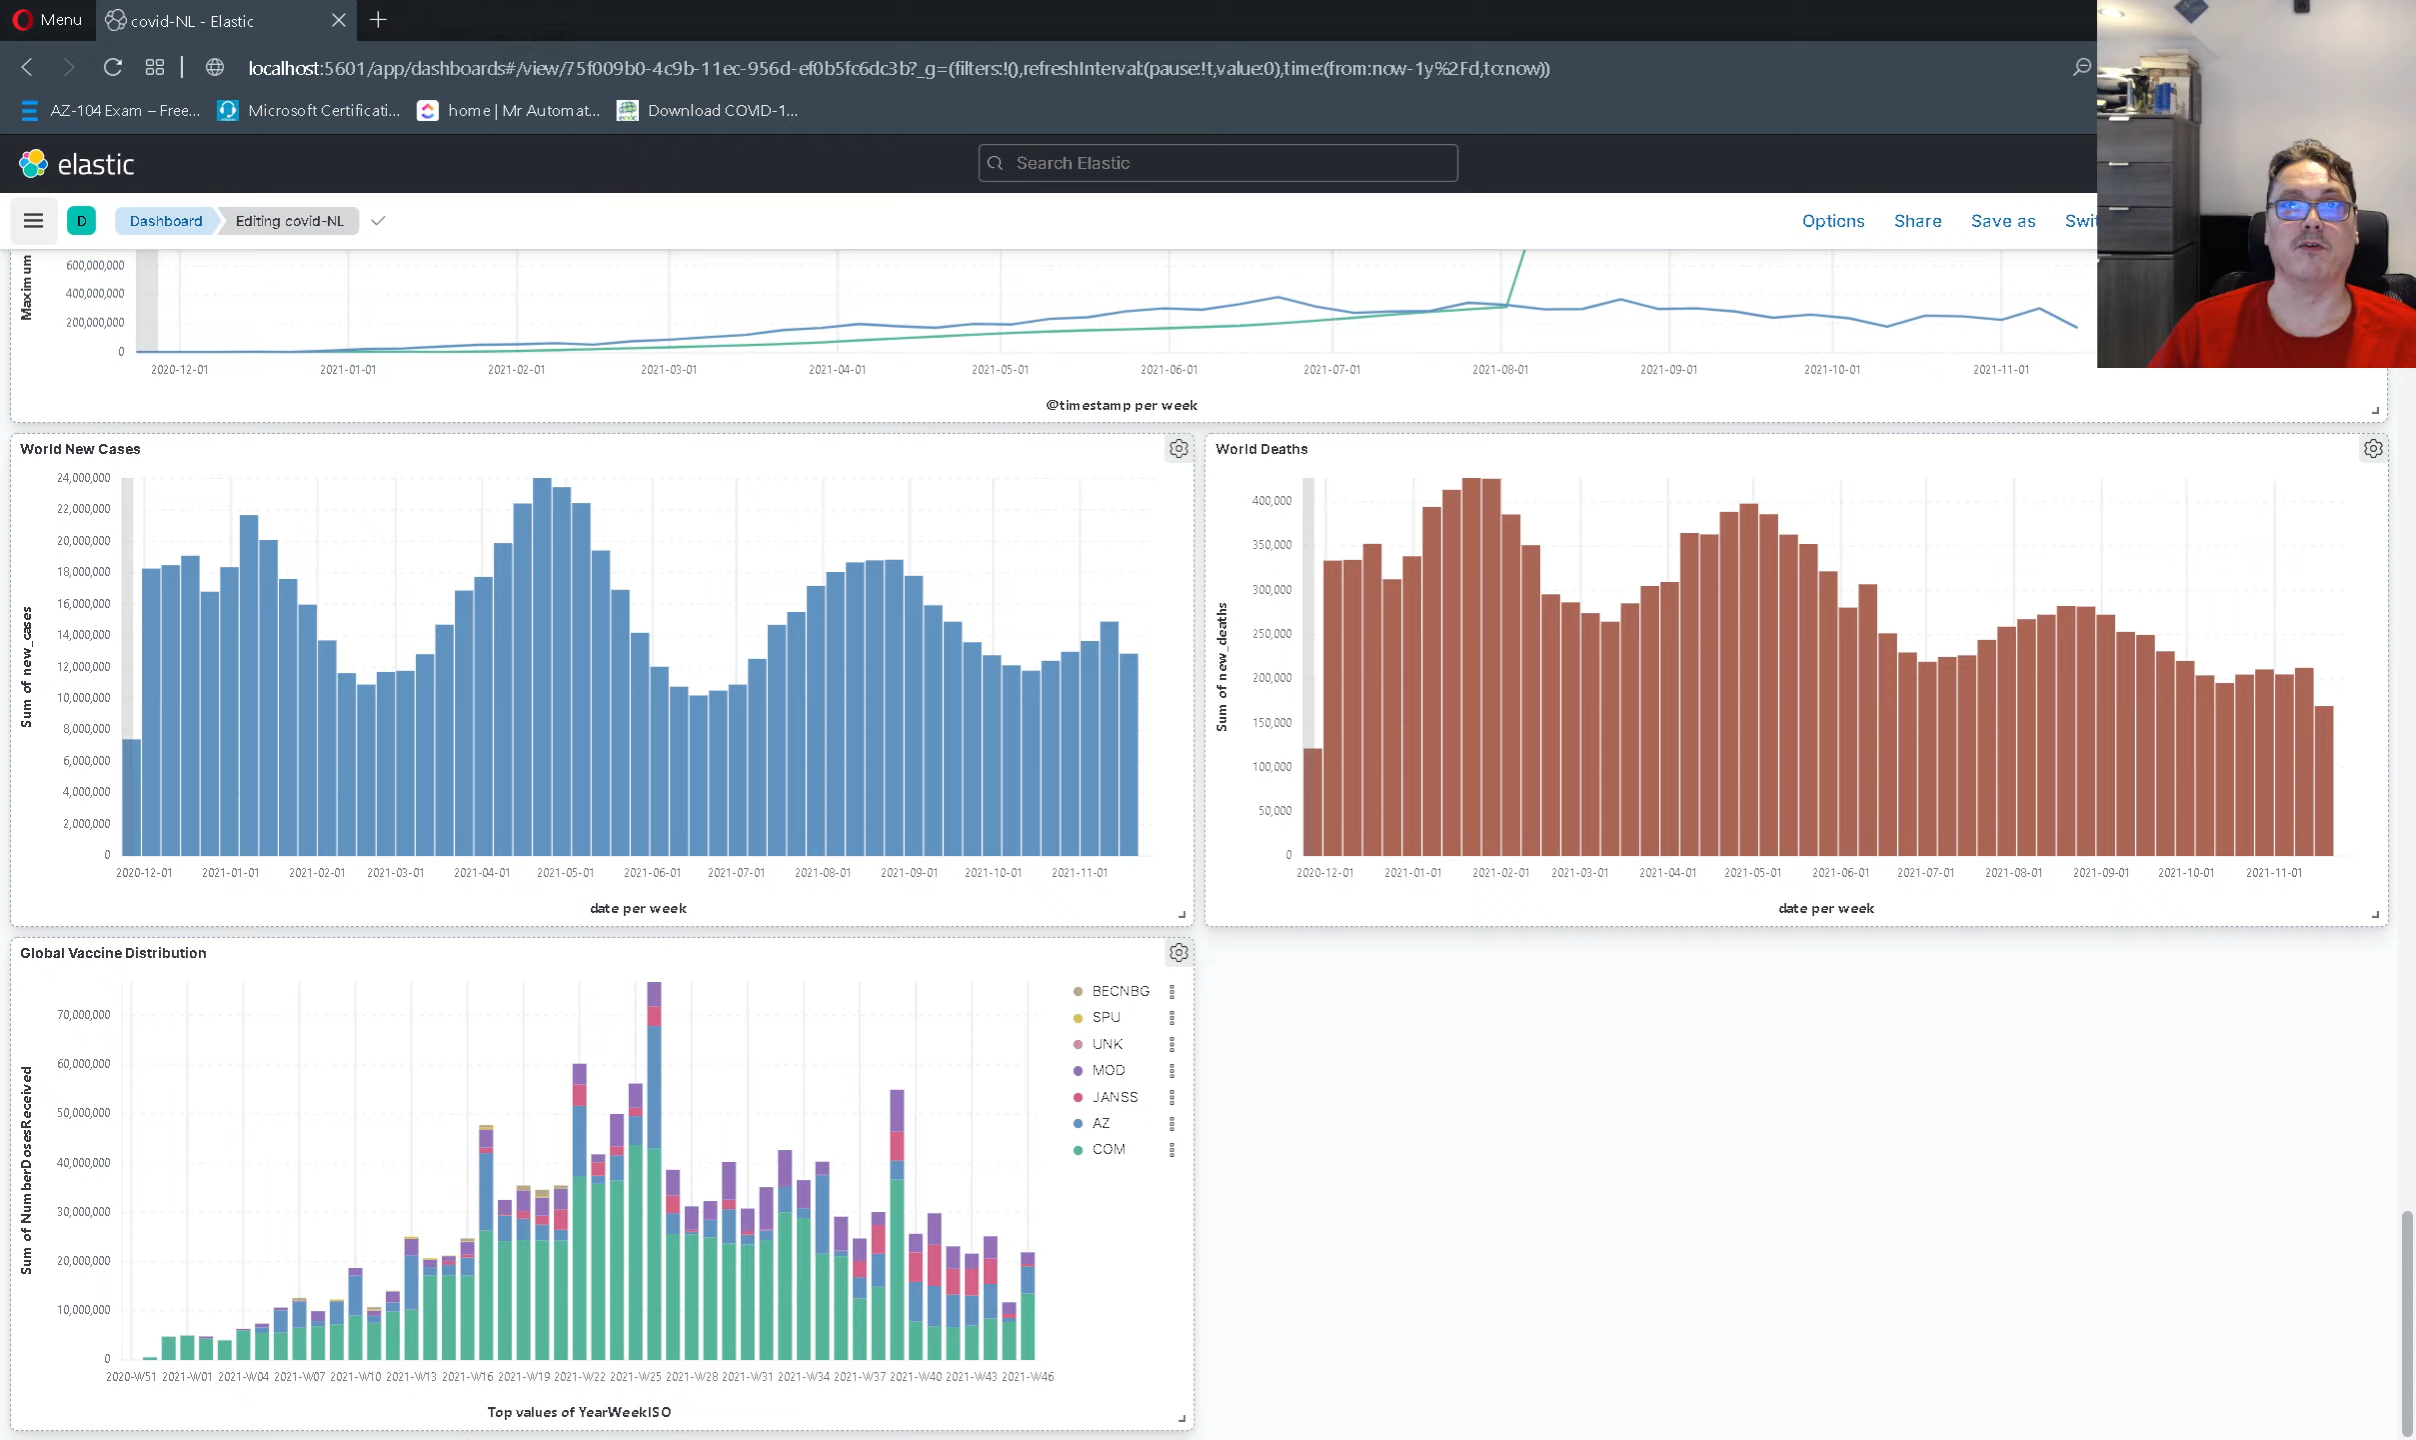 Menu
covid-NL - Elastic
localhost:5601/app/dashboards#/view/75f009b0-4c9b-11ec-956d-ef0b5fc6dc3b?_g=(filters:!(),refreshInterval:(pause:!t,value:0),time:(from:now-1y%2Fd,to:now))
AZ-104 Exam – Free... Microsoft Certificati... home | Mr Automat... Download COVID-1...
elastic
Search Elastic
D Dashboard Editing covid-NL Options Share Save as Swit
Maximum
600,000,000
400,000,000
200,000,000
0
2020-12-01 2021-01-01 2021-02-01 2021-03-01 2021-04-01 2021-05-01 2021-06-01 2021-07-01 2021-08-01 2021-09-01 2021-10-01 2021-11-01
@timestamp per week
World New Cases
Sum of new_cases
24,000,000
22,000,000
20,000,000
18,000,000
16,000,000
14,000,000
12,000,000
10,000,000
8,000,000
6,000,000
4,000,000
2,000,000
0
2020-12-01 2021-01-01 2021-02-01 2021-03-01 2021-04-01 2021-05-01 2021-06-01 2021-07-01 2021-08-01 2021-09-01 2021-10-01 2021-11-01
date per week
World Deaths
Sum of new_deaths
400,000
350,000
300,000
250,000
200,000
150,000
100,000
50,000
0
2020-12-01 2021-01-01 2021-02-01 2021-03-01 2021-04-01 2021-05-01 2021-06-01 2021-07-01 2021-08-01 2021-09-01 2021-10-01 2021-11-01
date per week
Global Vaccine Distribution
Sum of NumberDosesReceived
70,000,000
60,000,000
50,000,000
40,000,000
30,000,000
20,000,000
10,000,000
0
2020-W51 2021-W01 2021-W04 2021-W07 2021-W10 2021-W13 2021-W16 2021-W19 2021-W22 2021-W25 2021-W28 2021-W31 2021-W34 2021-W37 2021-W40 2021-W43 2021-W46
Top values of YearWeekISO
BECNBG
SPU
UNK
MOD
JANSS
AZ
COM